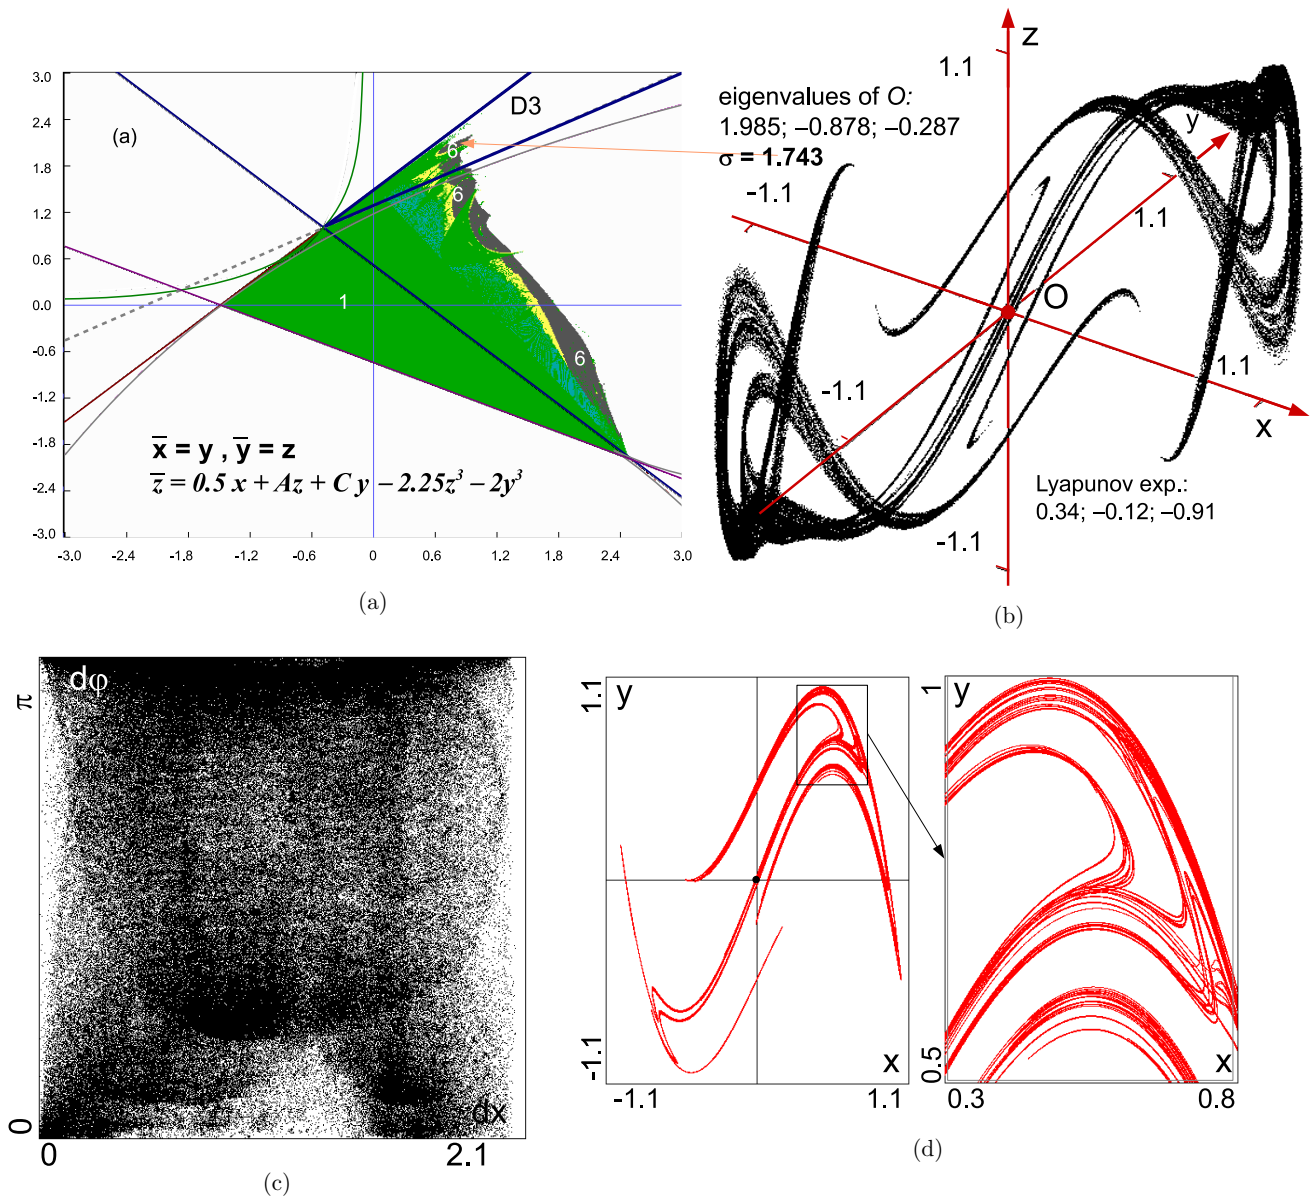 3.0
2.4
1.8
1.2
0.6
0.0
-0.6
-1.2
-1.8
-2.4
-3.0
-3.0
-2.4
-1.8
-1.2
-0.6
0
0.6
1.2
1.8
2.4
3.0
(a)
D3
6
6
1
6
x̅ = y , y̅ = z
z̅ = 0.5 x + Az + C y – 2.25z³ – 2y³
(a)
eigenvalues of O:
1.985; –0.878; –0.287
σ = 1.743
z
1.1
y
-1.1
1.1
O
1.1
-1.1
x
-1.1
Lyapunov exp.:
0.34; –0.12; –0.91
(b)
dφ
π
0
dx
0
2.1
(c)
1.1
y
-1.1
x
-1.1
1.1
1
y
0.5
x
0.3
0.8
(d)